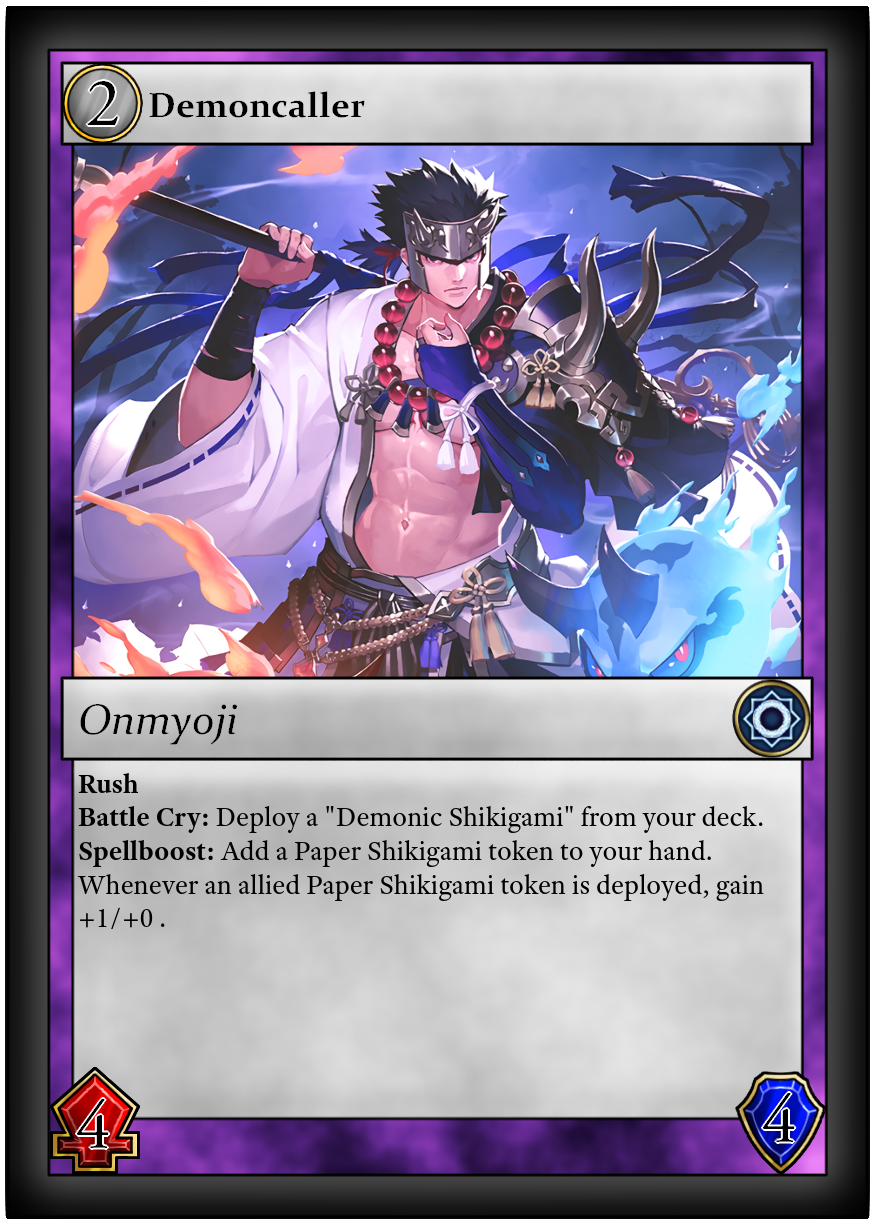 2 Demoncaller
Onmyoji
Rush
Battle Cry: Deploy a "Demonic Shikigami" from your deck.
Spellboost: Add a Paper Shikigami token to your hand.
Whenever an allied Paper Shikigami token is deployed, gain
+1/+0 .
4 4